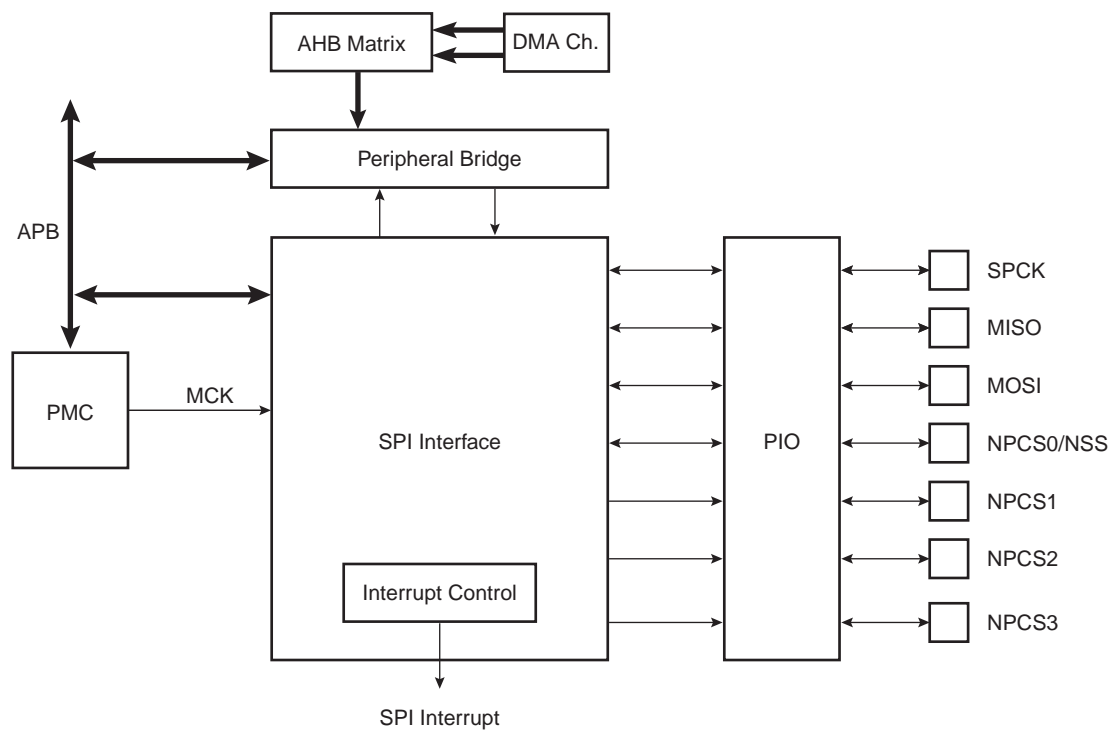 AHB Matrix
DMA Ch.
Peripheral Bridge
APB
SPCK
MISO
MCK
MOSI
PMC
SPI Interface
PIO
NPCS0/NSS
NPCS1
NPCS2
Interrupt Control
NPCS3
SPI Interrupt